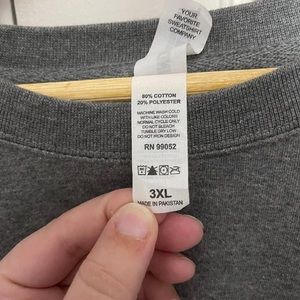 YOUR
FAVORITE
SWEATSHIRT
COMPANY
80% COTTON
20% POLYESTER
MACHINE WASH COLD
WITH LIKE COLORS
NORMAL CYCLE ONLY
DO NOT BLEACH
TUMBLE DRY LOW
DO NOT IRON DESIGN
RN 99052
3XL
MADE IN PAKISTAN